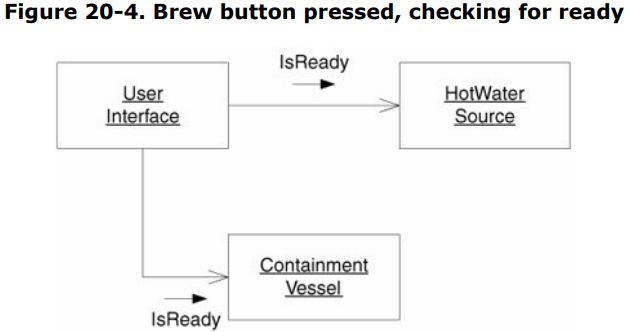 Figure 20-4. Brew button pressed, checking for ready
IsReady
User
Interface
HotWater
Source
Containment
Vessel
IsReady